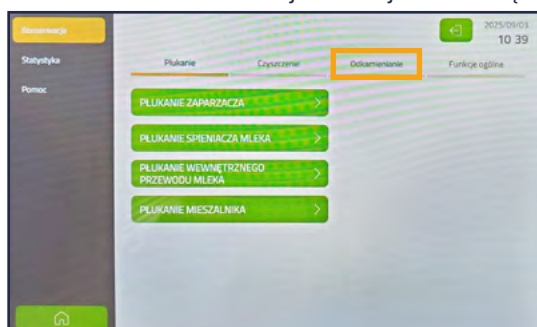 Konserwacja
2025/09/03
10 39
Statystyka
Płukanie
Czyszczenie
Odkamienianie
Funkcje ogólne
Pomoc
PŁUKANIE ZAPARZACZA
PŁUKANIE SPIENIACZA MLEKA
PŁUKANIE WEWNĘTRZNEGO
PRZEWODU MLEKA
PŁUKANIE MIESZALNIKA